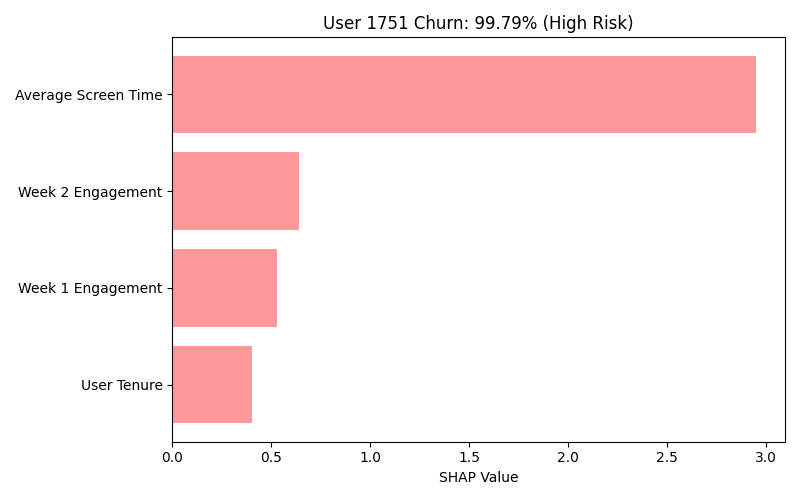 User 1751 Churn: 99.79% (High Risk)
Average Screen Time
Week 2 Engagement
Week 1 Engagement
User Tenure
0.0 0.5 1.0 1.5 2.0 2.5 3.0
SHAP Value